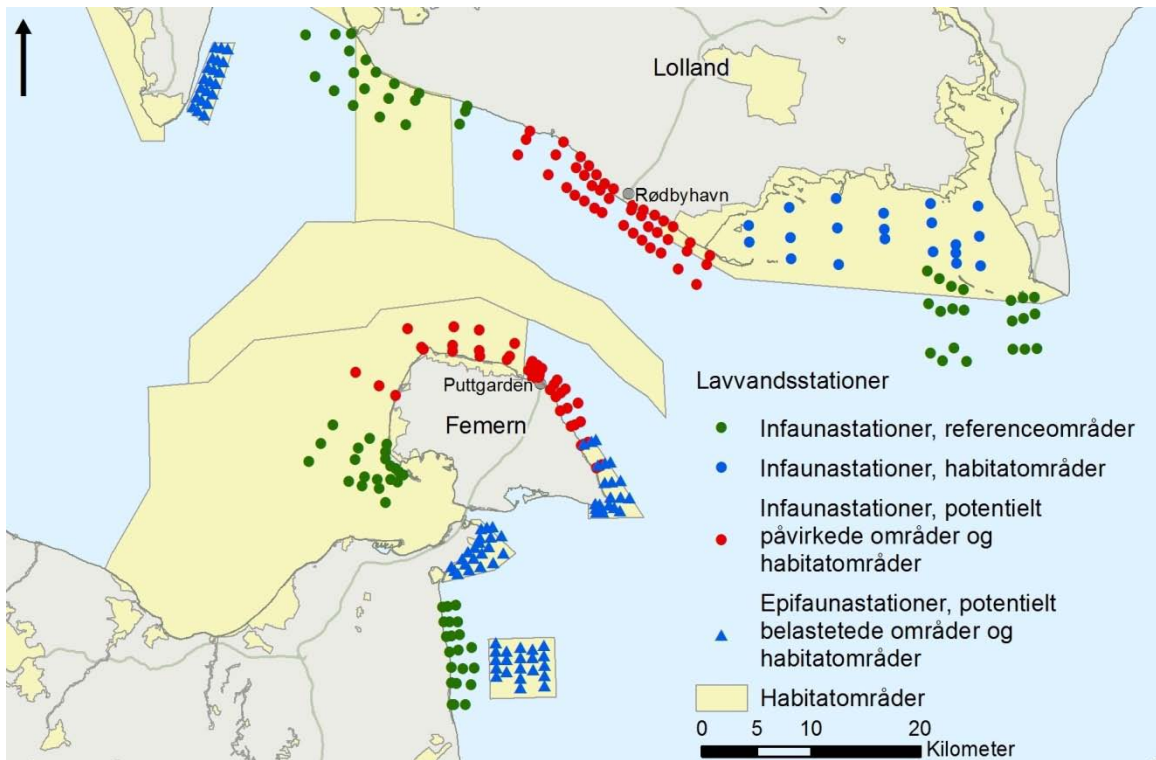 Lolland
Rødbyhavn
Puttgarden
Femern
Lavvandsstationer
Infaunastationer, referenceområder
Infaunastationer, habitatområder
Infaunastationer, potentielt
påvirkede områder og
habitatområder
Epifaunastationer, potentielt
belastetede områder og
habitatområder
Habitatområder
0 5 10 20
Kilometer